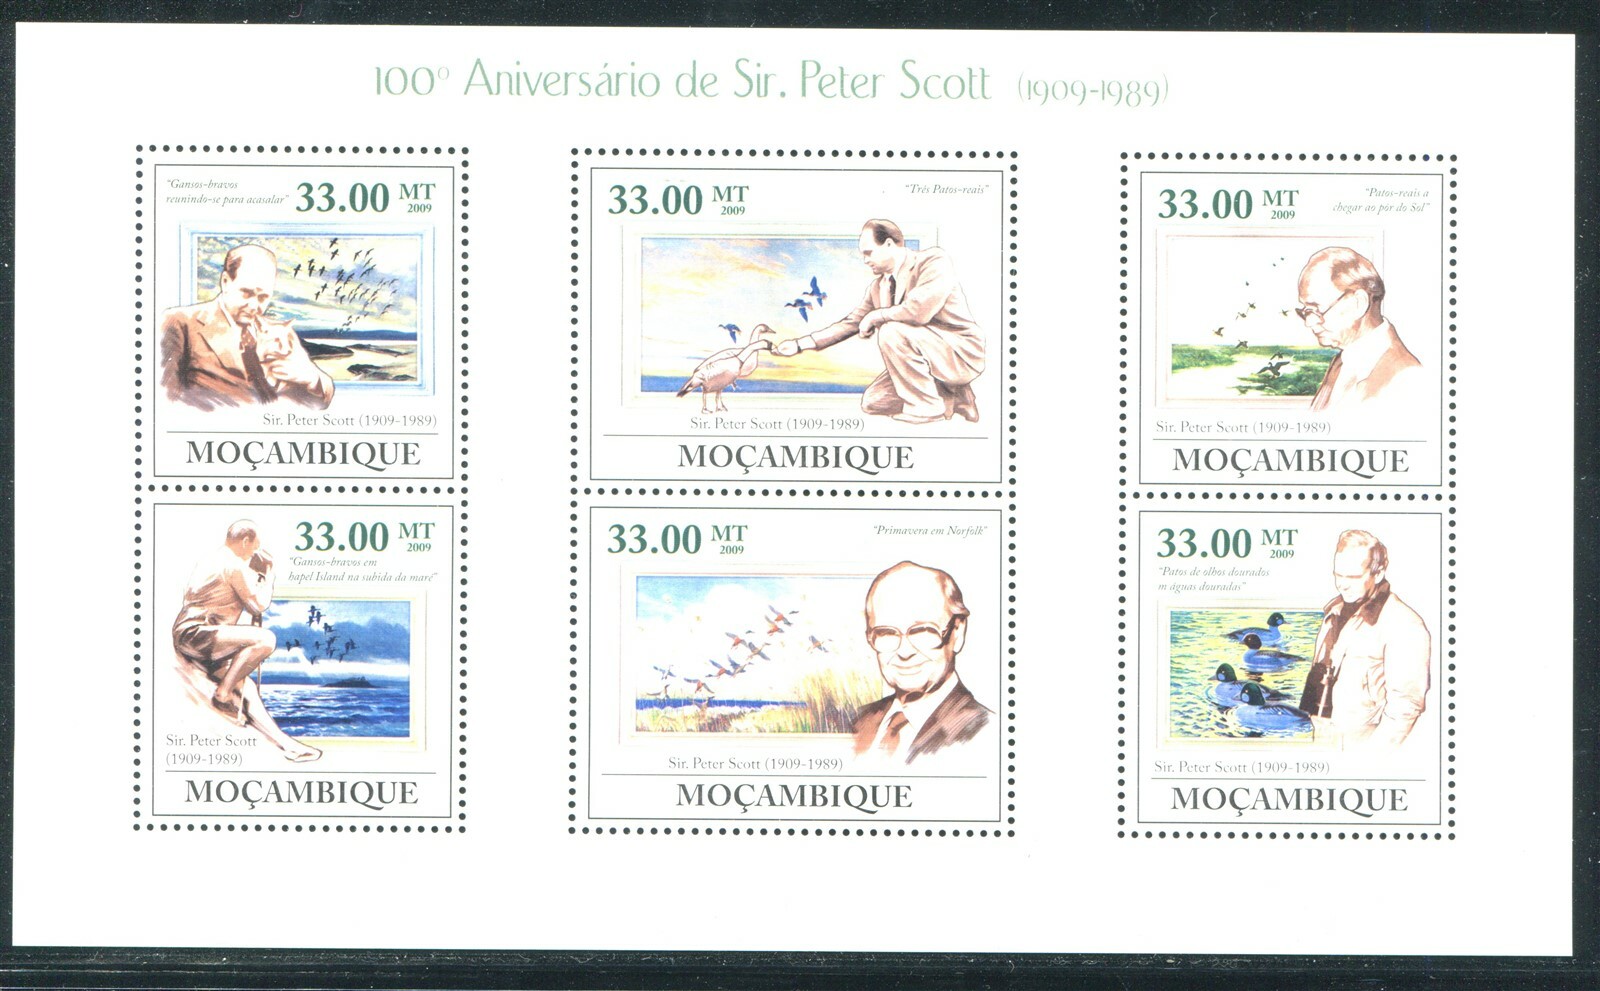 100º Aniversário de Sir. Peter Scott (1909-1989)
"Gansos-bravos
reunindo-se para acasalar"
33.00 MT
2009
Sir. Peter Scott (1909-1989)
MOÇAMBIQUE
33.00 MT
2009
"Três Patos-reais"
Sir. Peter Scott (1909-1989)
MOÇAMBIQUE
33.00 MT
2009
"Patos-reais a
chegar ao pôr do Sol"
Sir. Peter Scott (1909-1989)
MOÇAMBIQUE
33.00 MT
2009
"Gansos-bravos em
hapel Island na subida da maré"
Sir. Peter Scott
(1909-1989)
MOÇAMBIQUE
33.00 MT
2009
"Primavera em Norfolk"
Sir. Peter Scott (1909-1989)
MOÇAMBIQUE
33.00 MT
2009
"Patos de olhos dourados
m águas douradas"
Sir. Peter Scott (1909-1989)
MOÇAMBIQUE